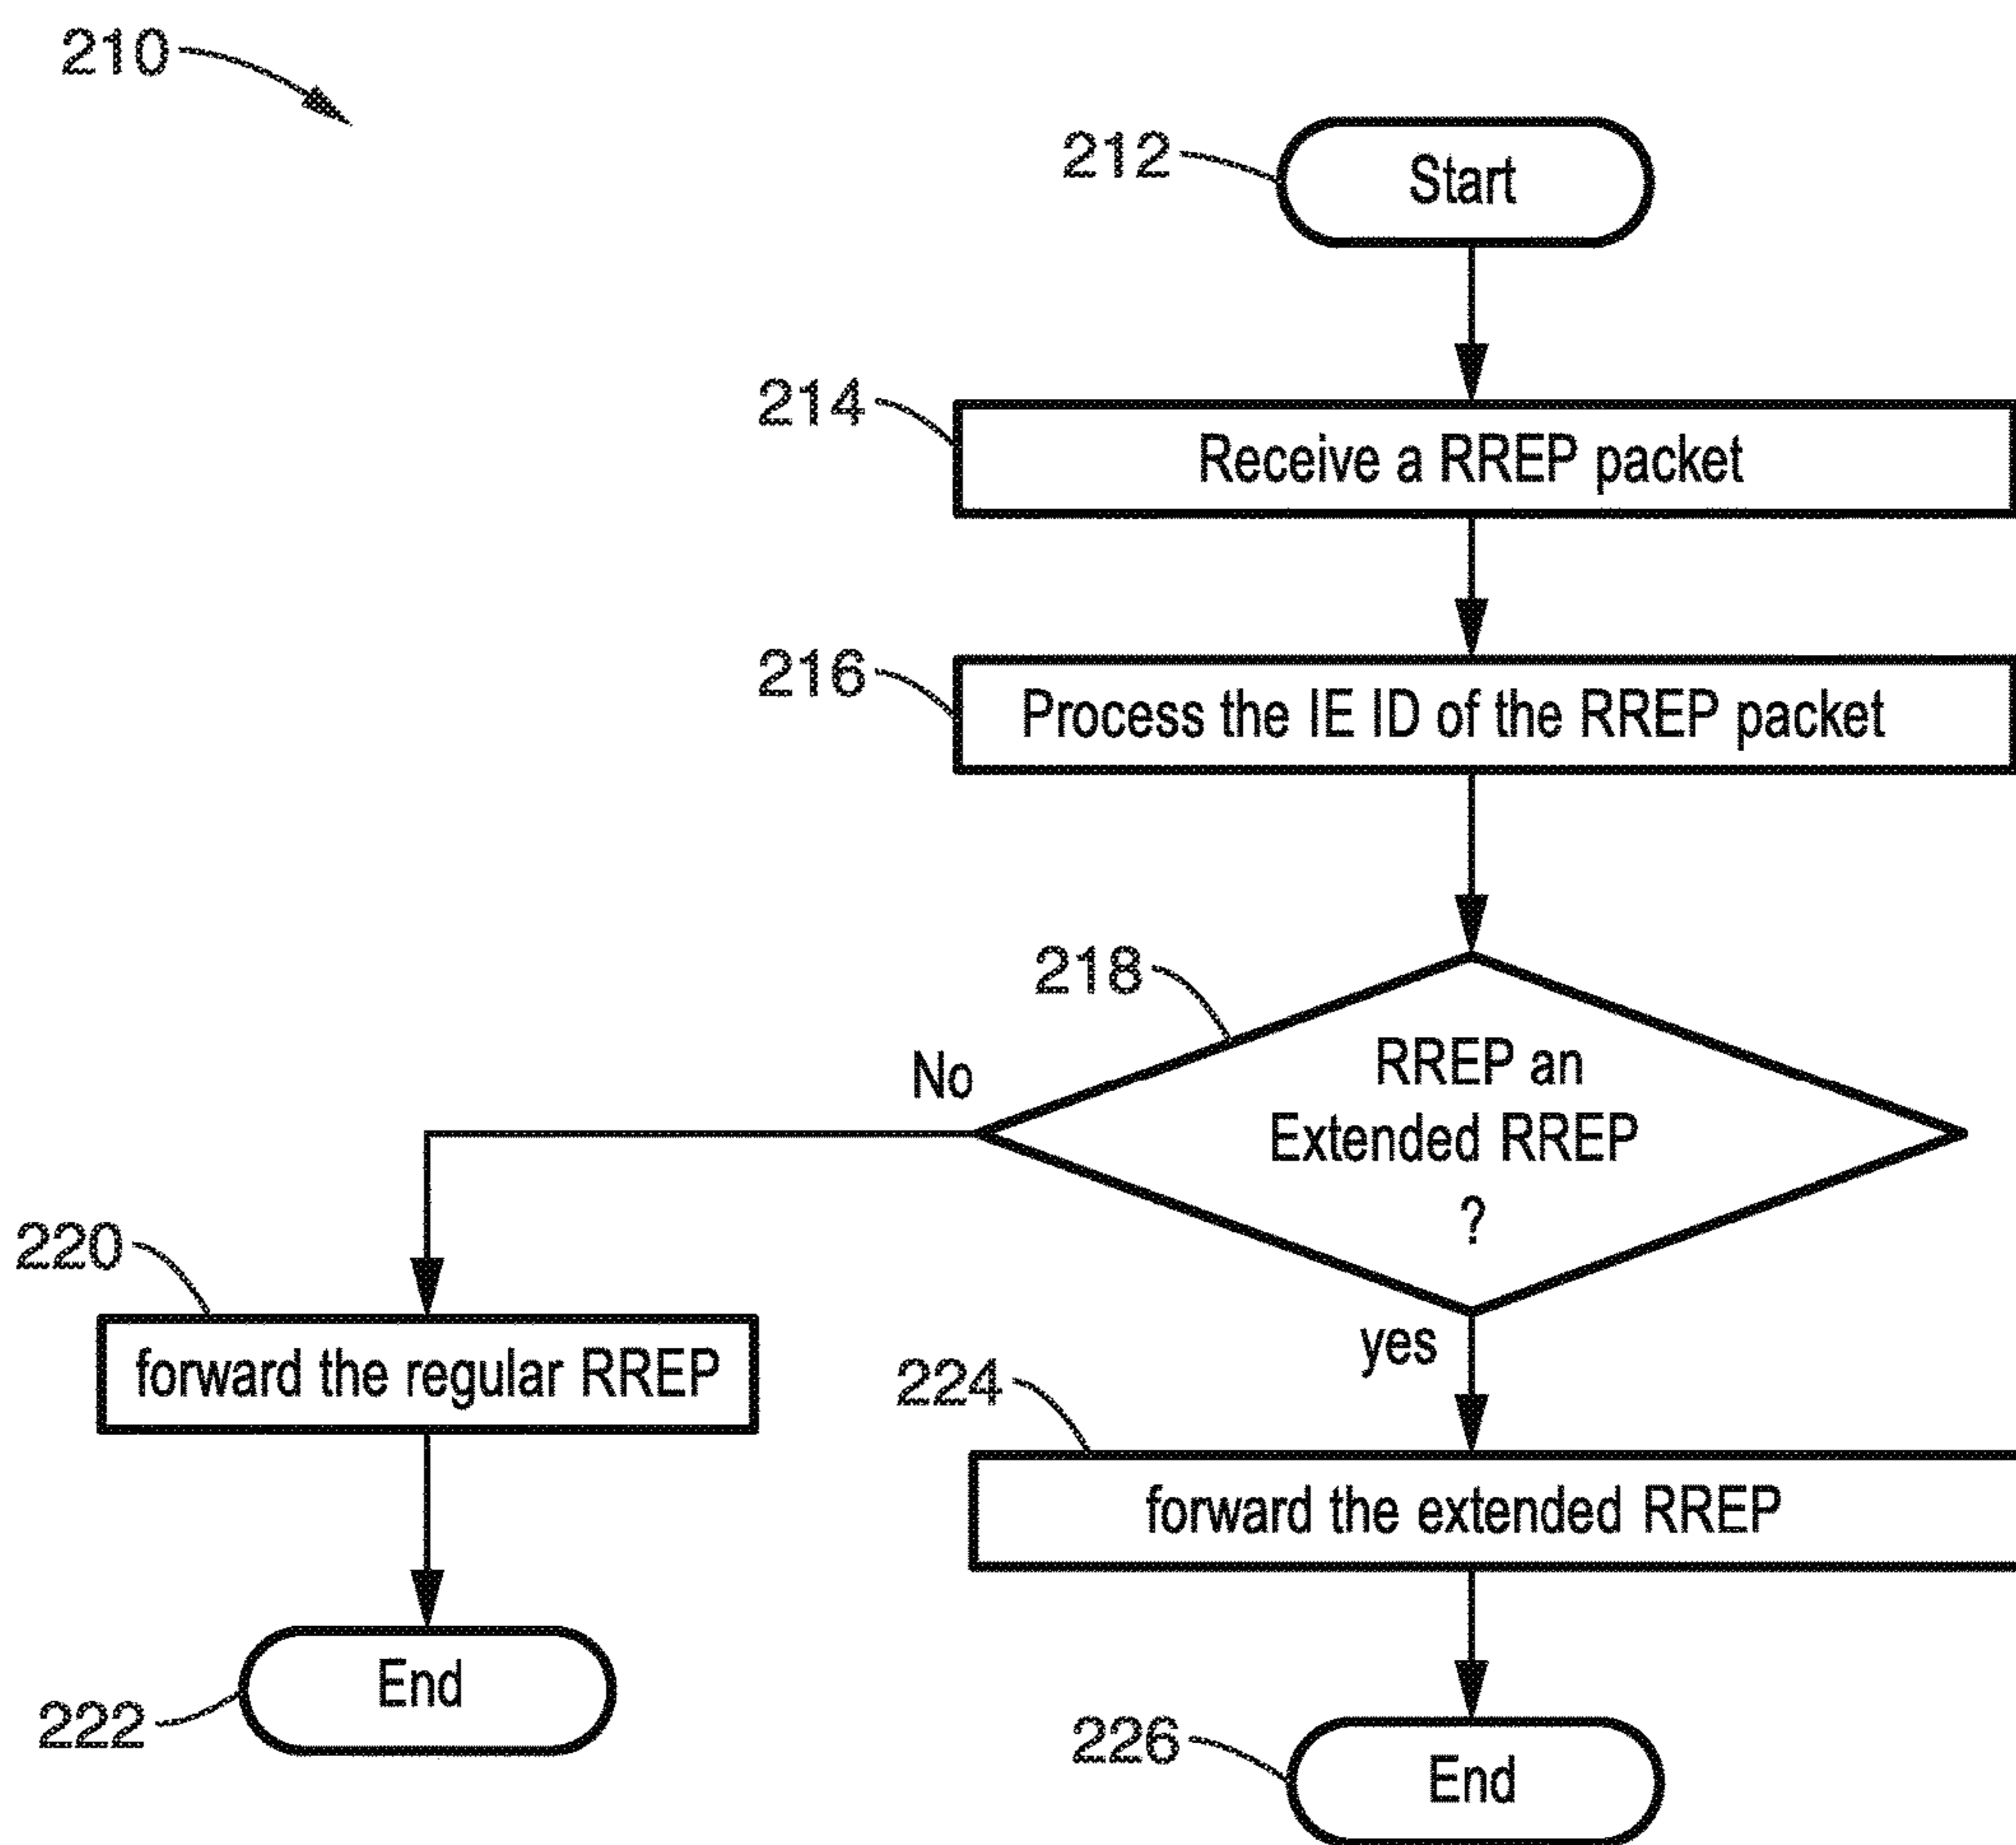 210
212
Start
214
Receive a RREP packet
216
Process the IE ID of the RREP packet
218
RREP an
Extended RREP
?
No
yes
220
forward the regular RREP
224
forward the extended RREP
222
End
226
End